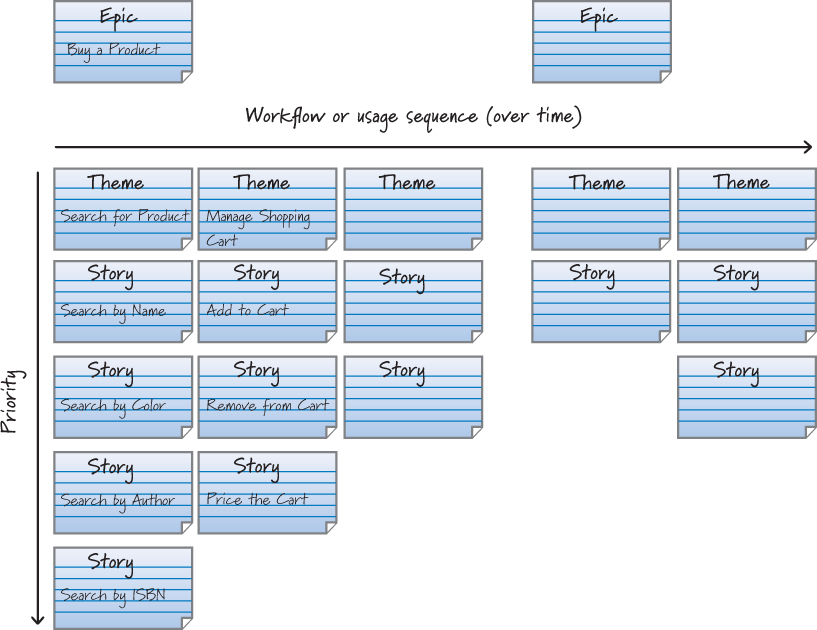 Epic
Buy a Product
Epic
Workflow or usage sequence (over time)
Priority
Theme
Search for Product
Theme
Manage Shopping
Cart
Theme
Theme
Theme
Story
Search by Name
Story
Add to Cart
Story
Story
Story
Story
Search by Color
Story
Remove from Cart
Story
Story
Story
Search by Author
Story
Price the Cart
Story
Search by ISBN